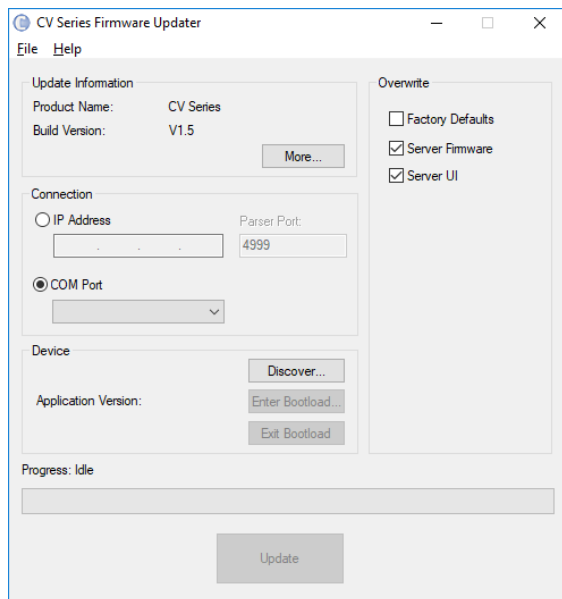 CV Series Firmware Updater
File Help
Update Information
Product Name: CV Series
Build Version: V1.5
More...
Connection
IP Address
Parser Port:
. . . 4999
COM Port
Device
Discover...
Application Version:
Enter Bootload...
Exit Bootload
Overwrite
Factory Defaults
Server Firmware
Server UI
Progress: Idle
Update